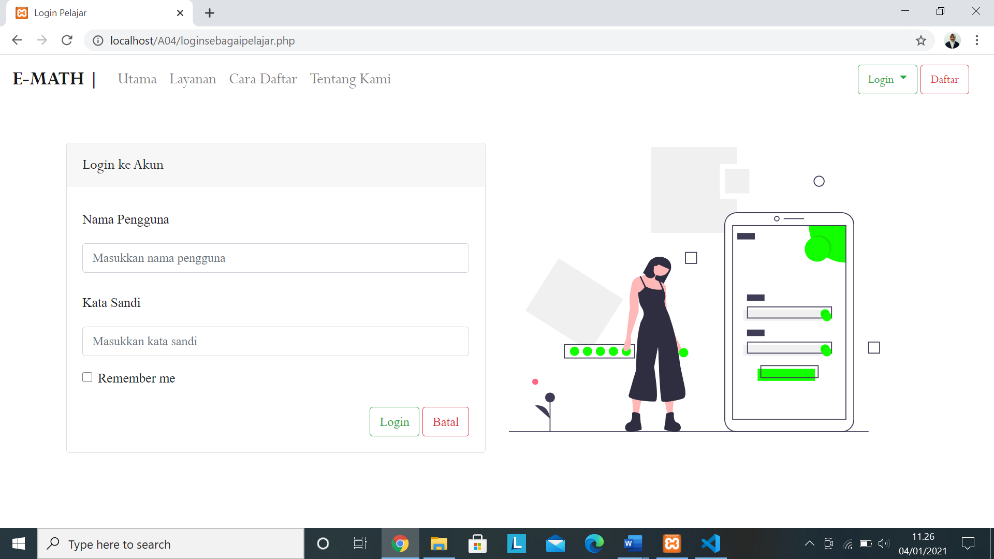 Login Pelajar
localhost/A04/loginsebagaipelajar.php
E-MATH | Utama Layanan Cara Daftar Tentang Kami Login Daftar
Login ke Akun
Nama Pengguna
Masukkan nama pengguna
Kata Sandi
Masukkan kata sandi
Remember me
Login Batal
Type here to search
11.26
04/01/2021